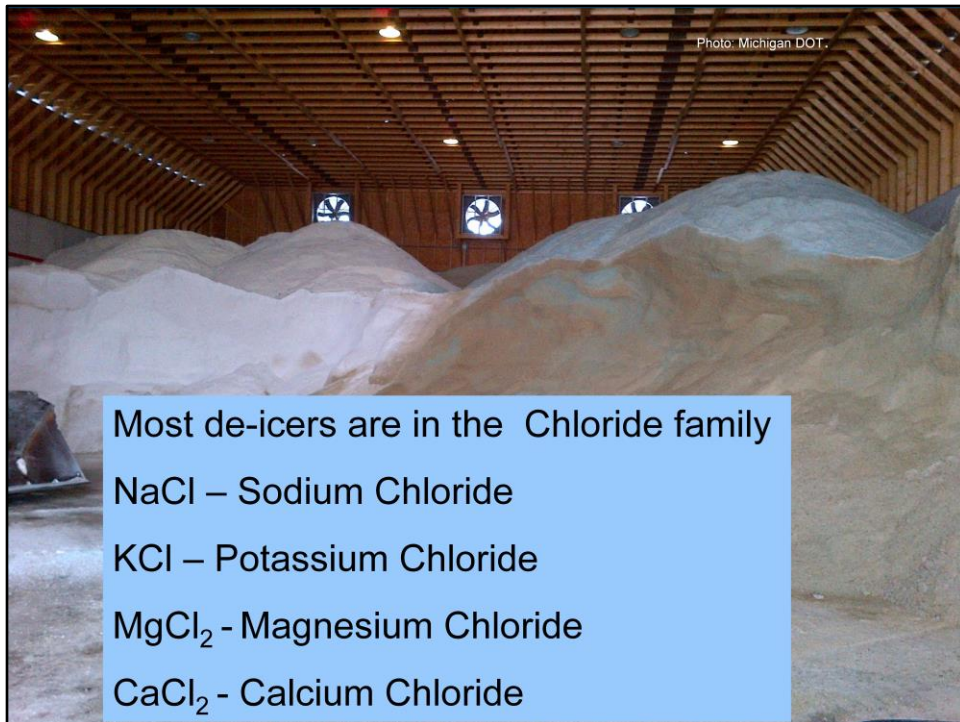 Photo: Michigan DOT.
Most de-icers are in the  Chloride family
NaCl – Sodium Chloride
KCl – Potassium Chloride
MgCl₂ - Magnesium Chloride
CaCl₂ - Calcium Chloride